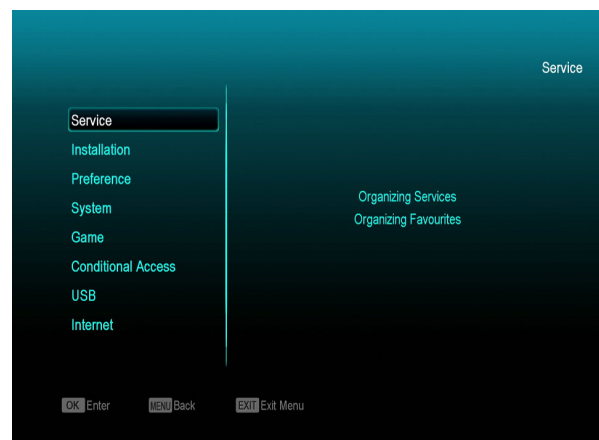 Service
Service
Installation
Preference
System
Game
Conditional Access
USB
Internet
Organizing Services
Organizing Favourites
OK Enter MENU Back EXIT Exit Menu